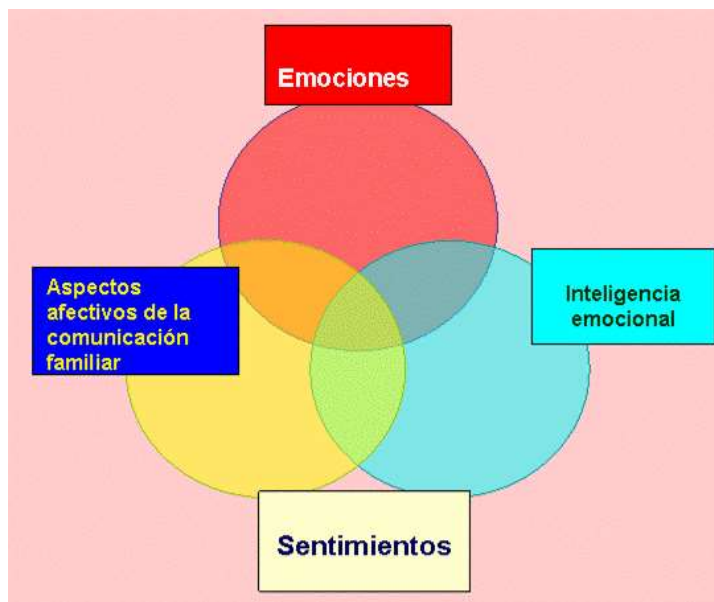 Emociones
Aspectos
afectivos de la
comunicación
familiar
Inteligencia
emocional
Sentimientos